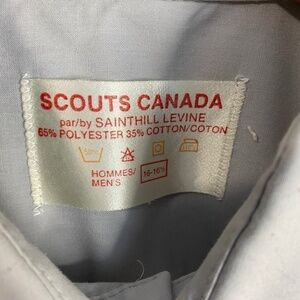 SCOUTS CANADA
par/by SAINTHILL LEVINE
65% POLYESTER 35% COTTON/COTON
HOMMES/
MEN'S
16-16½